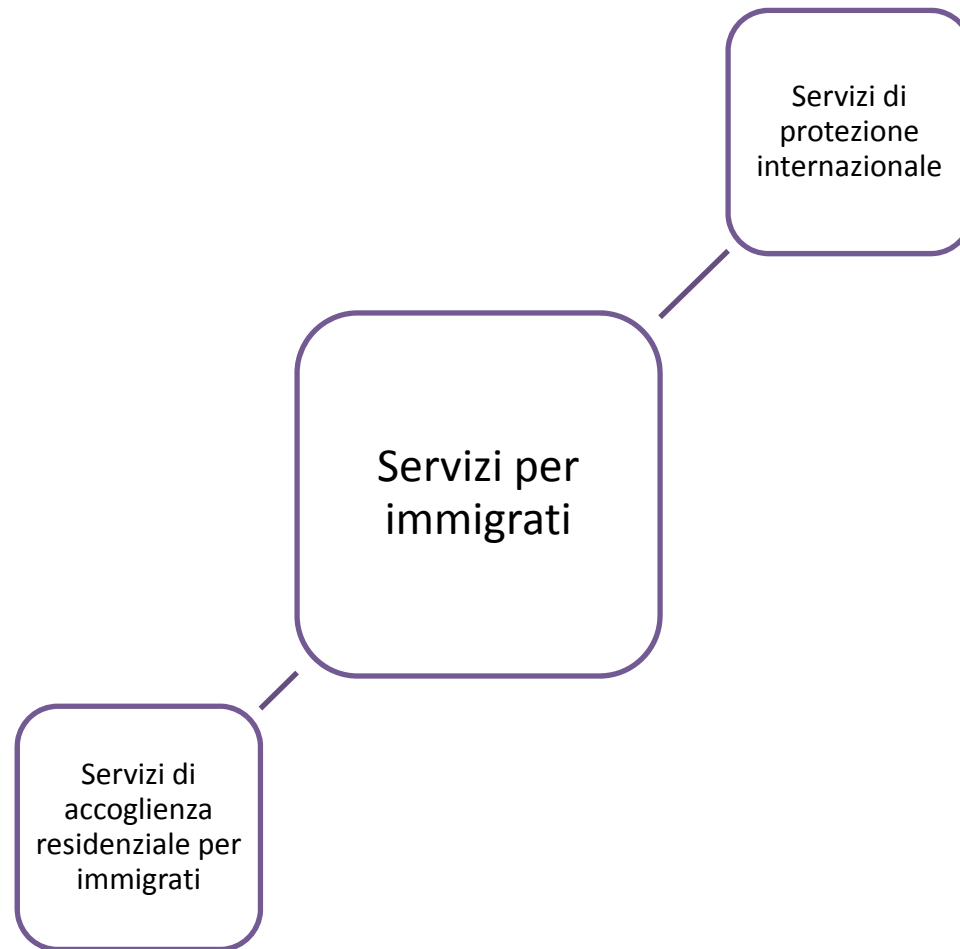 Servizi di
protezione
internazionale
Servizi per
immigrati
Servizi di
accoglienza
residenziale per
immigrati